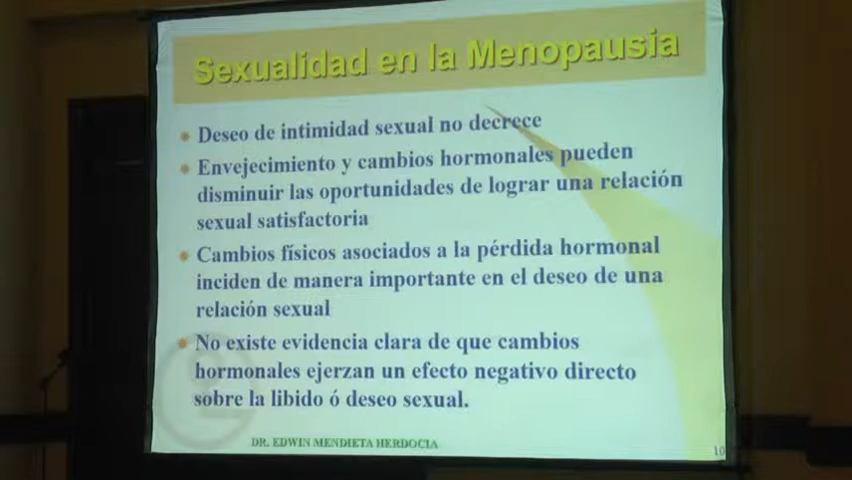 Sexualidad en la Menopausia
Deseo de intimidad sexual no decrece
Envejecimiento y cambios hormonales pueden
disminuir las oportunidades de lograr una relación
sexual satisfactoria
Cambios físicos asociados a la pérdida hormonal
inciden de manera importante en el deseo de una
relación sexual
No existe evidencia clara de que cambios
hormonales ejerzan un efecto negativo directo
sobre la libido ó deseo sexual.
DR. EDWIN MENDIETA HERDOCIA
10